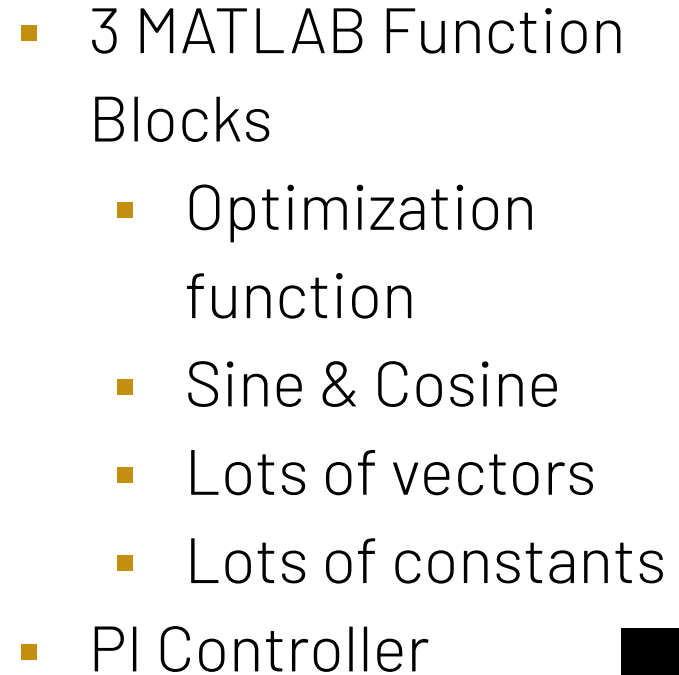 3 MATLAB Function
Blocks
Optimization
function
Sine & Cosine
Lots of vectors
Lots of constants
PI Controller